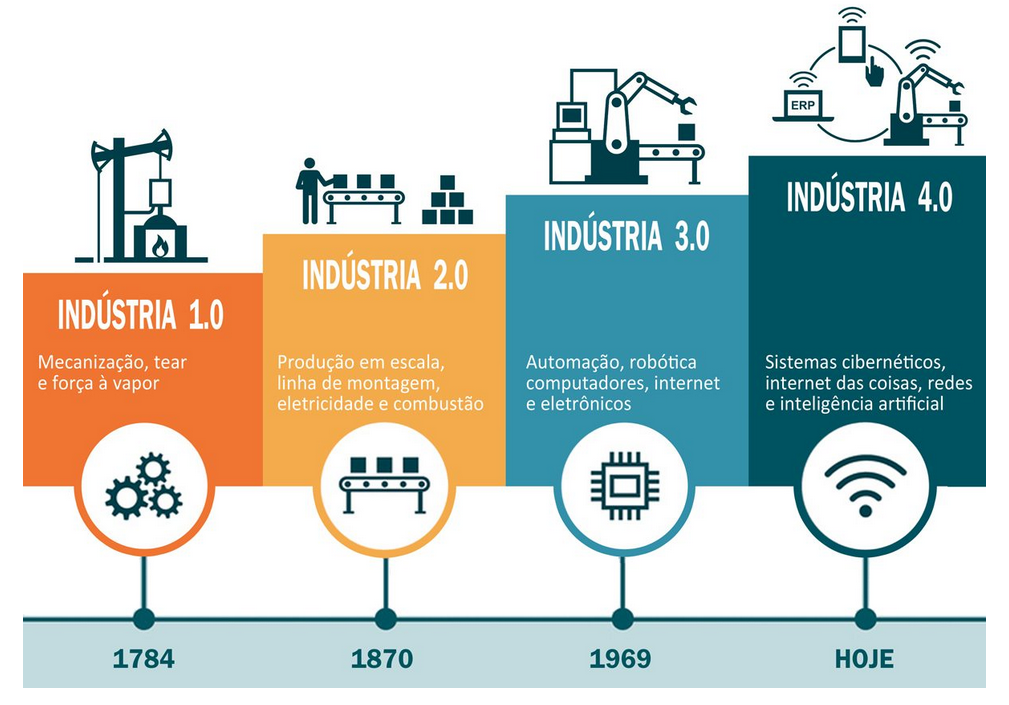 ERP
INDÚSTRIA 1.0
Mecanização, tear
e força à vapor
1784
INDÚSTRIA 2.0
Produção em escala,
linha de montagem,
eletricidade e combustão
1870
INDÚSTRIA 3.0
Automação, robótica
computadores, internet
e eletrônicos
1969
INDÚSTRIA 4.0
Sistemas cibernéticos,
internet das coisas, redes
e inteligência artificial
HOJE